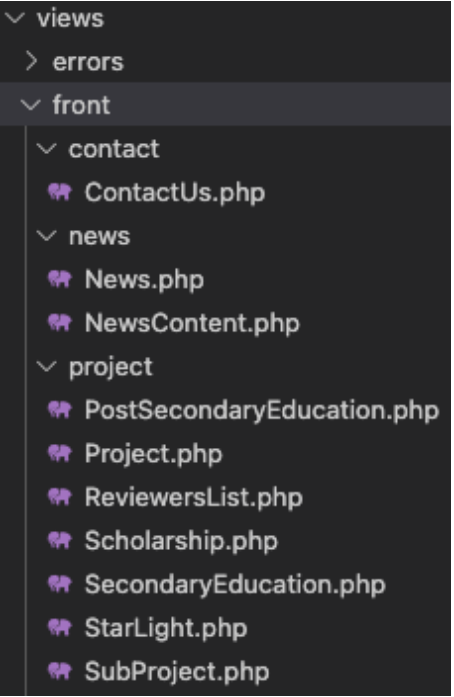 views
errors
front
contact
ContactUs.php
news
News.php
NewsContent.php
project
PostSecondaryEducation.php
Project.php
ReviewersList.php
Scholarship.php
SecondaryEducation.php
StarLight.php
SubProject.php